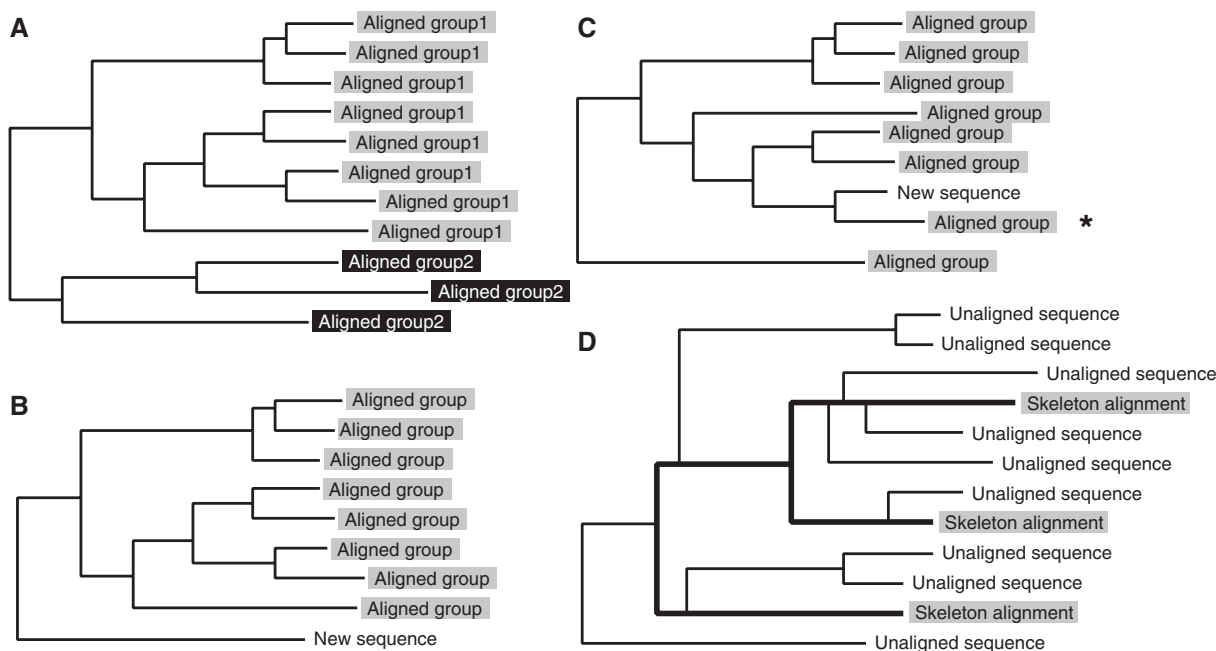 A
Aligned group1
Aligned group1
Aligned group1
Aligned group1
Aligned group1
Aligned group1
Aligned group1
Aligned group1
Aligned group2
Aligned group2
Aligned group2
B
Aligned group
Aligned group
Aligned group
Aligned group
Aligned group
Aligned group
Aligned group
Aligned group
New sequence
C
Aligned group
Aligned group
Aligned group
Aligned group
Aligned group
Aligned group
New sequence
Aligned group *
Aligned group
D
Unaligned sequence
Unaligned sequence
Unaligned sequence
Skeleton alignment
Unaligned sequence
Unaligned sequence
Unaligned sequence
Skeleton alignment
Unaligned sequence
Unaligned sequence
Skeleton alignment
Unaligned sequence